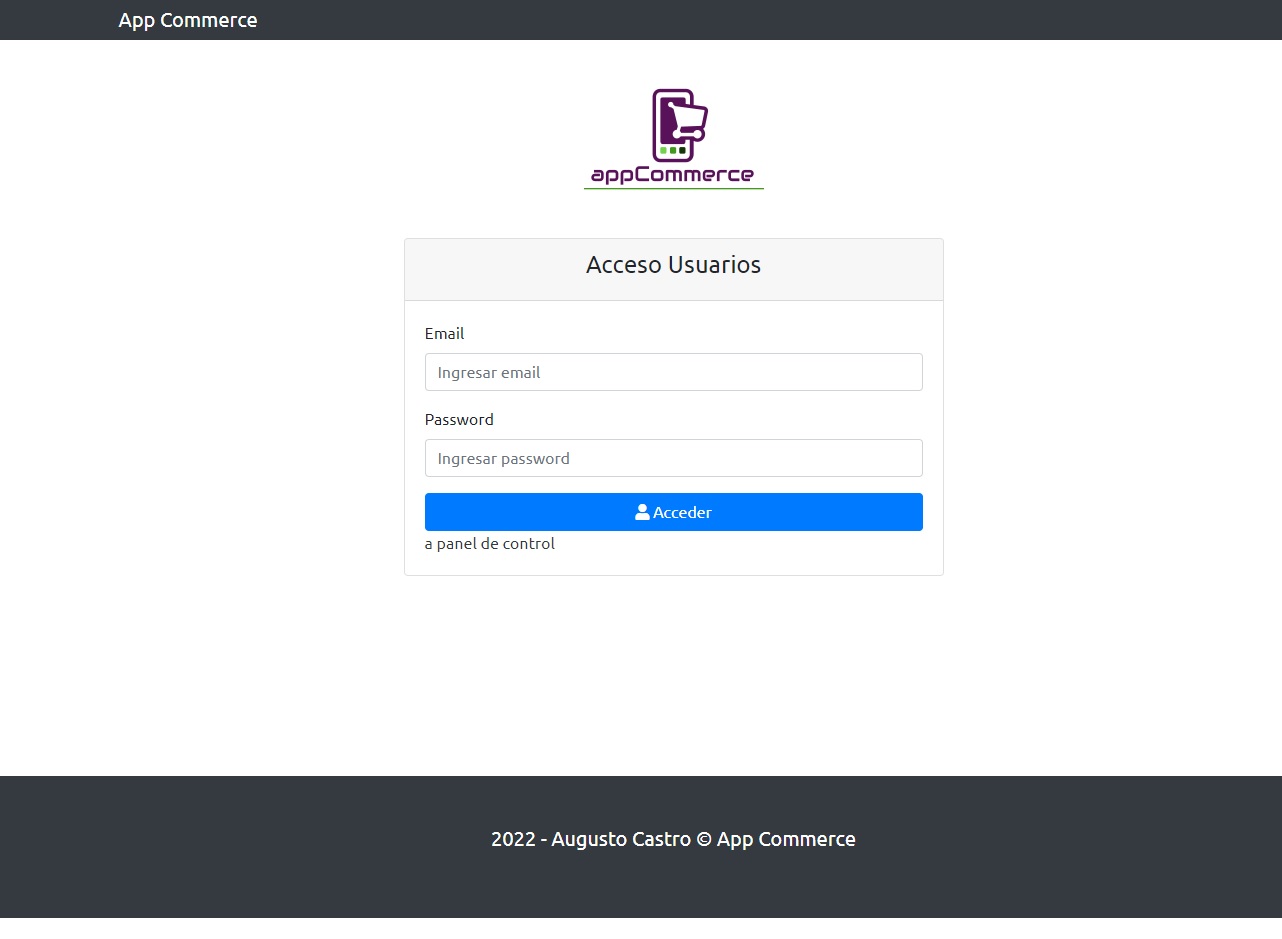 App Commerce
appCommerce
Acceso Usuarios
Email
Ingresar email
Password
Ingresar password
Acceder
a panel de control
2022 - Augusto Castro © App Commerce